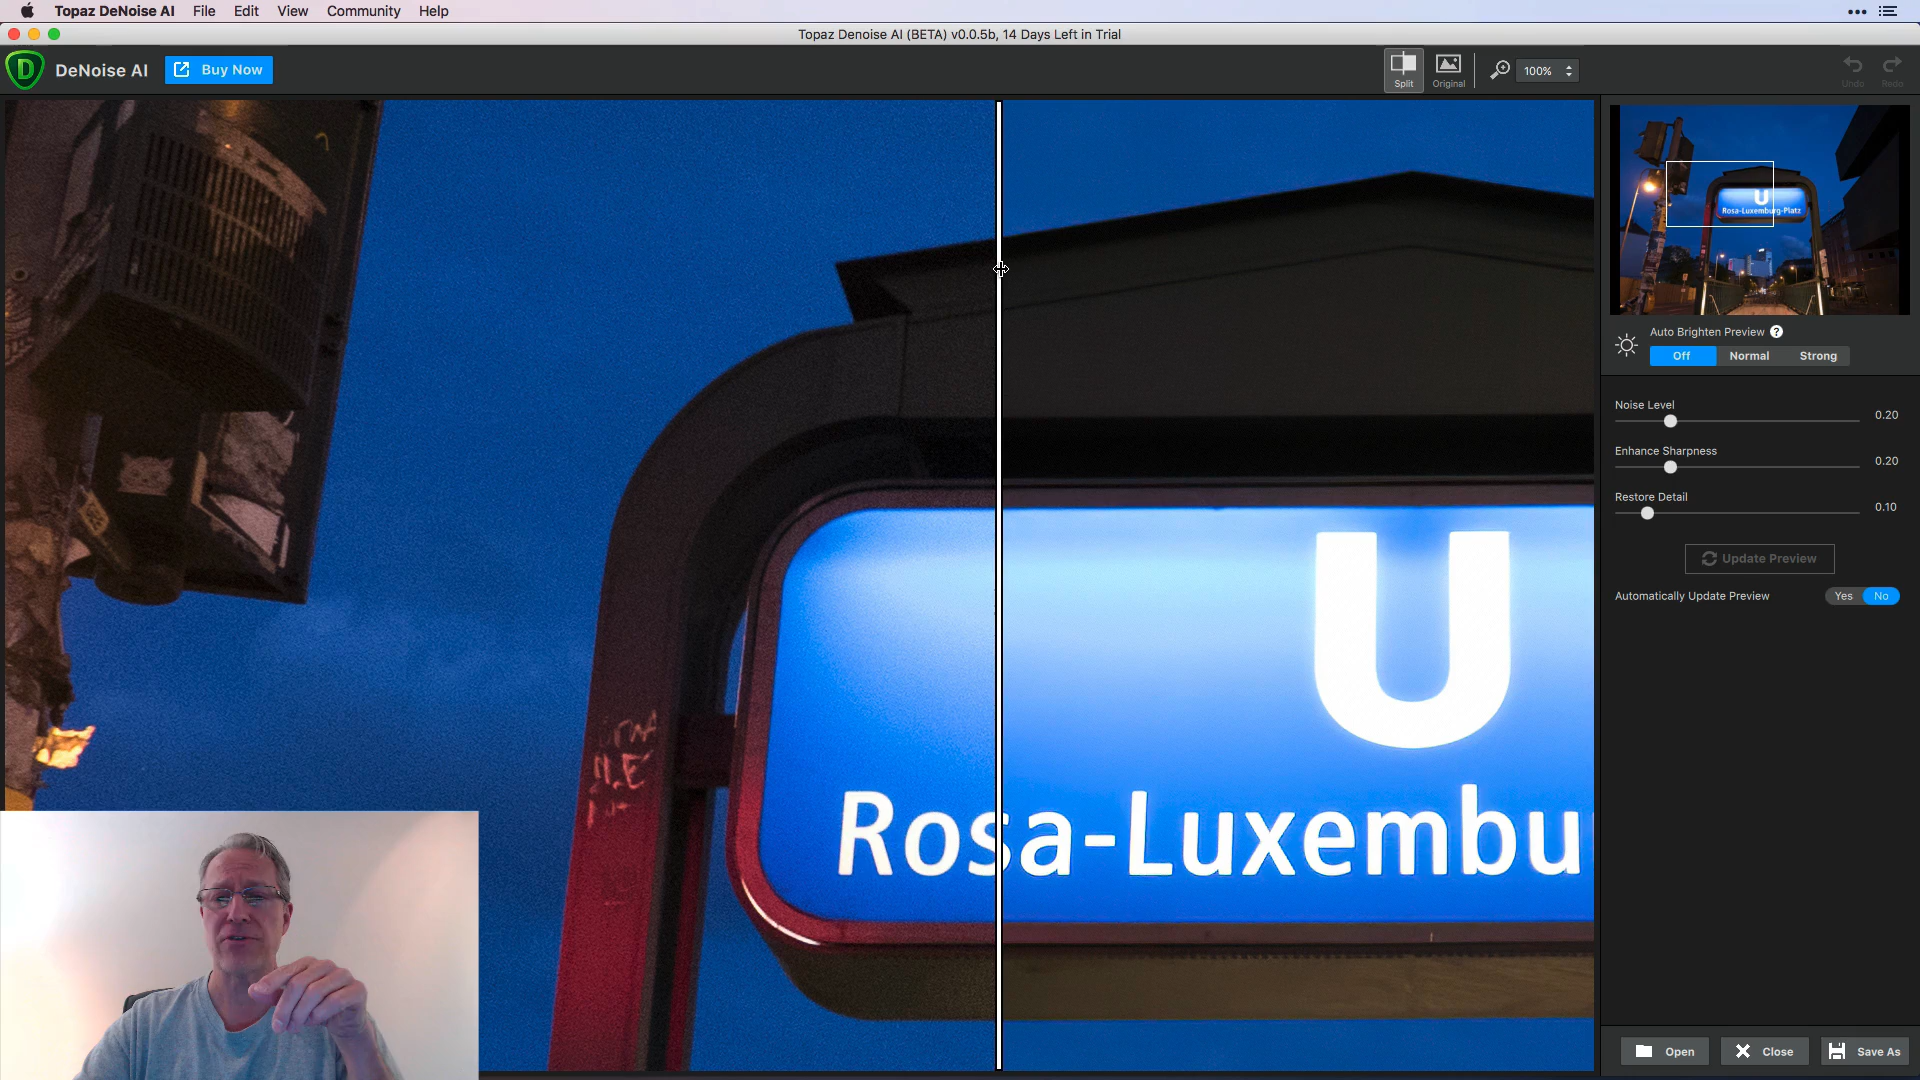 Topaz DeNoise AI File Edit View Community Help
Topaz Denoise AI (BETA) v0.0.5b, 14 Days Left in Trial
D DeNoise AI Buy Now Split Original 100% Undo Redo
U
Rosa-Luxemburg-Platz
Auto Brighten Preview ?
Off Normal Strong
Noise Level 0.20
Enhance Sharpness 0.20
Restore Detail 0.10
Update Preview
Automatically Update Preview Yes No
U
Rosa-Luxembu
Open Close Save As